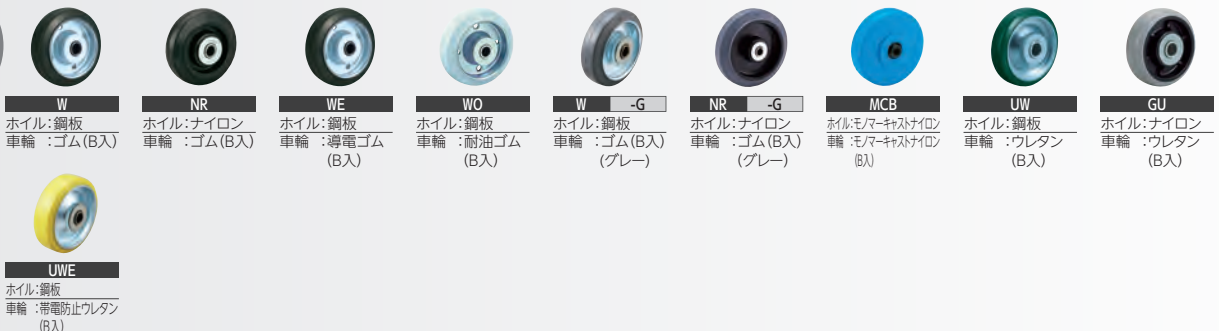 W
ホイル:鋼板
車輪 :ゴム(B入)
NR
ホイル:ナイロン
車輪 :ゴム(B入)
WE
ホイル:鋼板
車輪 :導電ゴム
(B入)
WO
ホイル:鋼板
車輪 :耐油ゴム
(B入)
W -G
ホイル:鋼板
車輪 :ゴム(B入)
(グレー)
NR -G
ホイル:ナイロン
車輪 :ゴム(B入)
(グレー)
MCB
ホイル:モノマーキャストナイロン
車輪 :モノマーキャストナイロン
(B入)
UW
ホイル:鋼板
車輪 :ウレタン
(B入)
GU
ホイル:ナイロン
車輪 :ウレタン
(B入)
UWE
ホイル:鋼板
車輪 :帯電防止ウレタン
(B入)